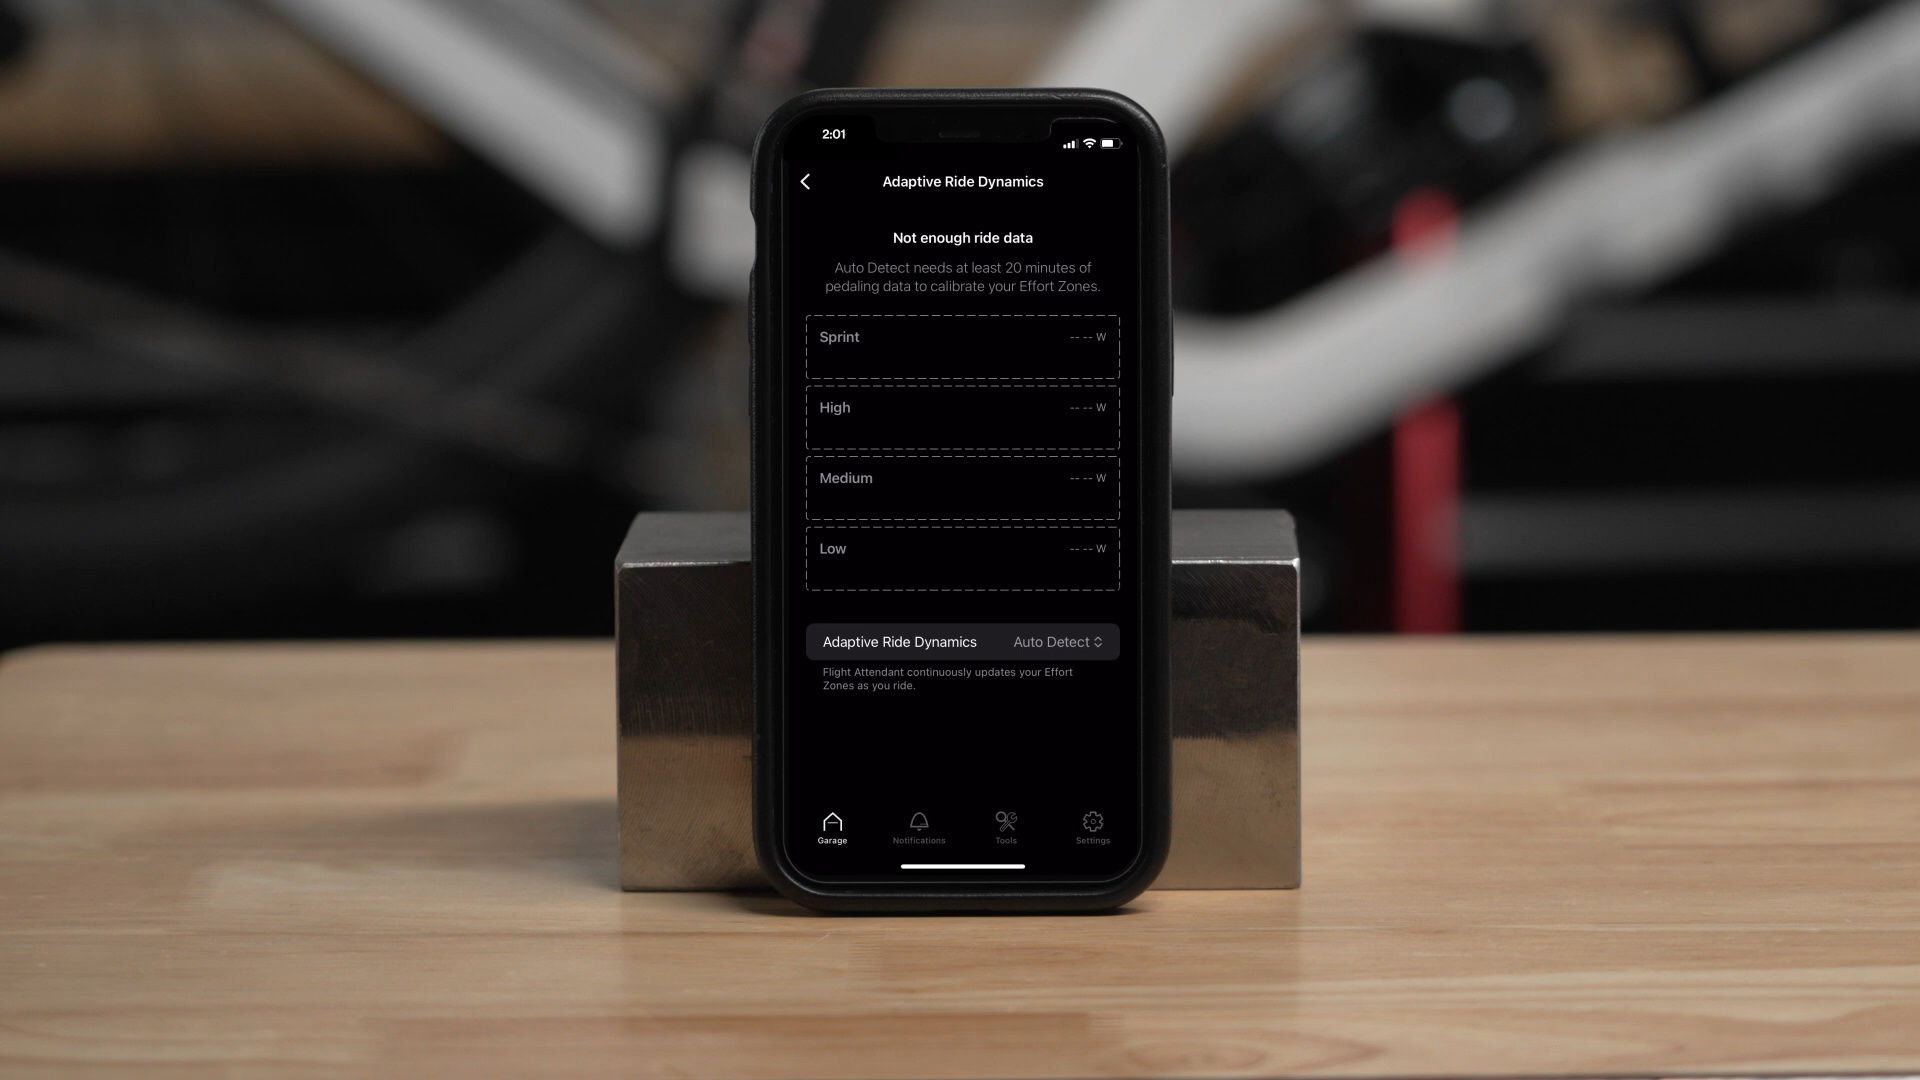 2:01
Adaptive Ride Dynamics
Not enough ride data
Auto Detect needs at least 20 minutes of
pedaling data to calibrate your Effort Zones.
Sprint -- -- W
High -- -- W
Medium -- -- W
Low -- -- W
Adaptive Ride Dynamics Auto Detect
Flight Attendant continuously updates your Effort
Zones as you ride.
Garage Notifications Tools Settings